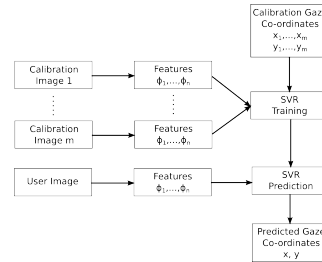 Calibration Gaze
Co-ordinates
x₁,...,xₘ
y₁,...,yₘ
Calibration
Image 1
Features
ϕ₁,...,ϕₙ
SVR
Training
Calibration
Image m
Features
ϕ₁,...,ϕₙ
User Image
Features
ϕ₁,...,ϕₙ
SVR
Prediction
Predicted Gaze
Co-ordinates
x, y